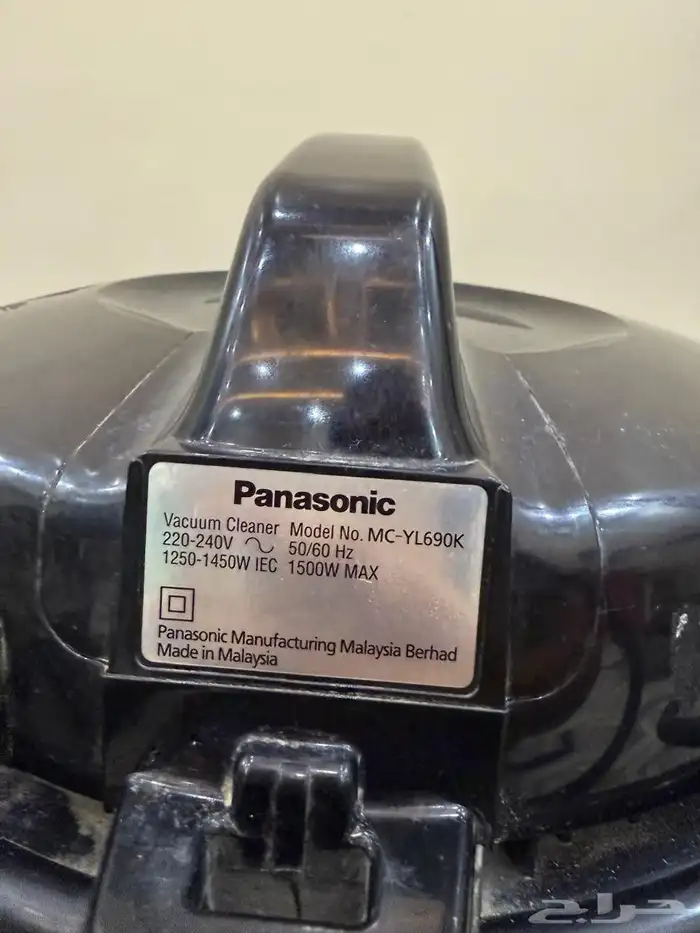 Panasonic
Vacuum Cleaner Model No. MC-YL690K
220-240V ～ 50/60 Hz
1250-1450W IEC 1500W MAX
Panasonic Manufacturing Malaysia Berhad
Made in Malaysia
حراج